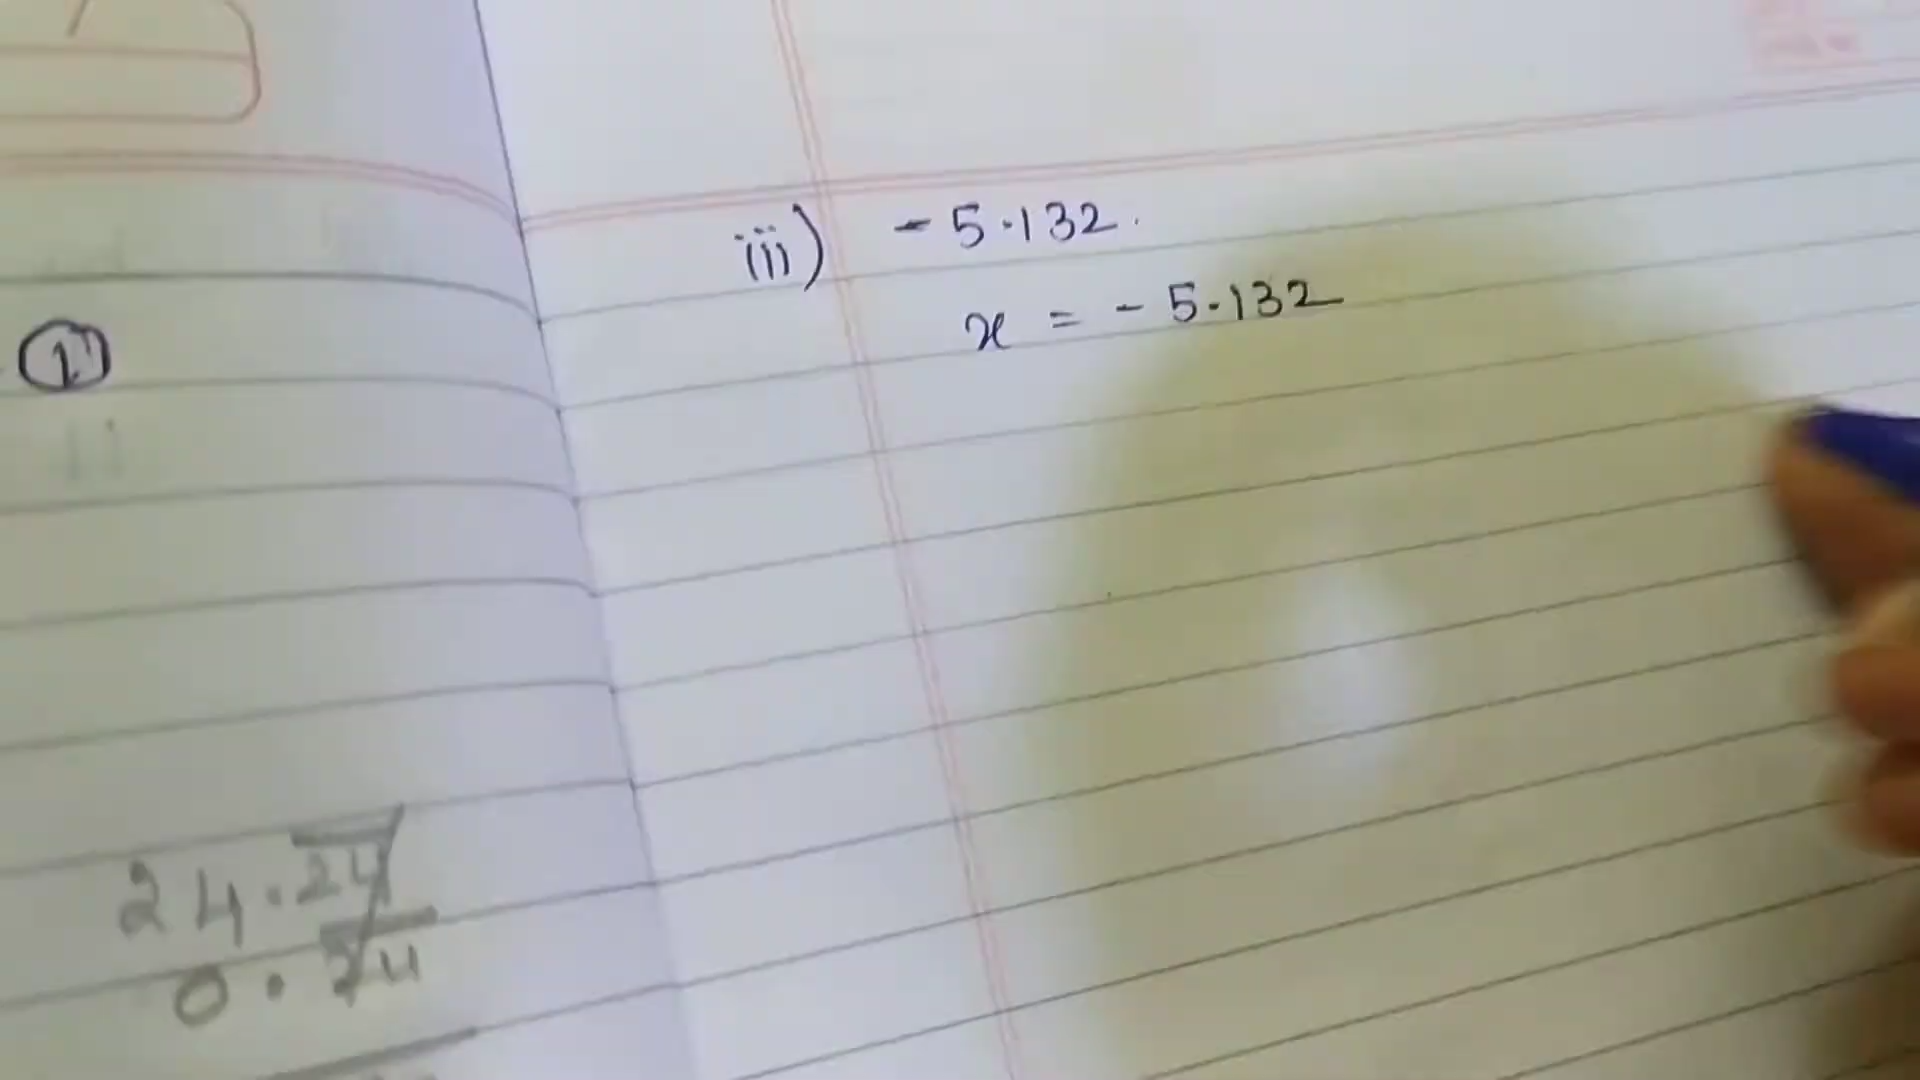 1
24.24
0.24
iii) - 5.132.
x = - 5.132